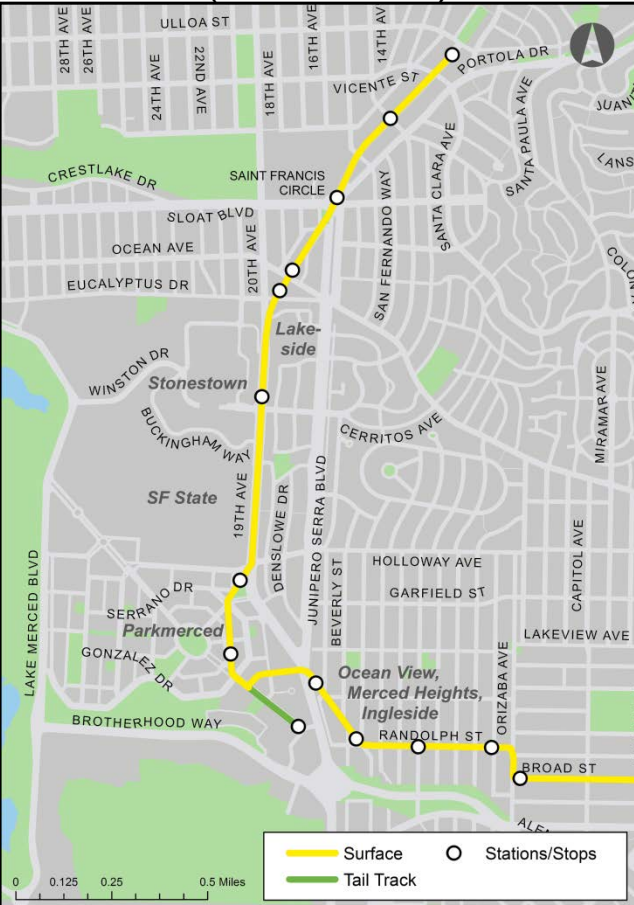 ULLOA ST
28TH AVE
26TH AVE
24TH AVE
22ND AVE
18TH AVE
16TH AVE
14TH AVE
PORTOLA DR
VICENTE ST
SANTA PAULA AVE
CRESTLAKE DR
SAINT FRANCIS
CIRCLE
SANTA CLARA AVE
SAN FERNANDO WAY
SLOAT BLVD
OCEAN AVE
20TH AVE
EUCALYPTUS DR
Lake-
side
WINSTON DR
Stonestown
BUCKINGHAM WAY
CERRITOS AVE
MIRAMAR AVE
SF State
19TH AVE
DENSLOWE DR
JUNIPERO SERRA BLVD
BEVERLY ST
HOLLOWAY AVE
CAPITOL AVE
GARFIELD ST
SERRANO DR
LAKE MERCED BLVD
Parkmerced
LAKEVIEW AVE
GONZALEZ DR
Ocean View,
Merced Heights,
Ingleside
ORIZABA AVE
BROTHERHOOD WAY
RANDOLPH ST
BROAD ST
Surface
Stations/Stops
Tail Track
0 0.125 0.25 0.5 Miles